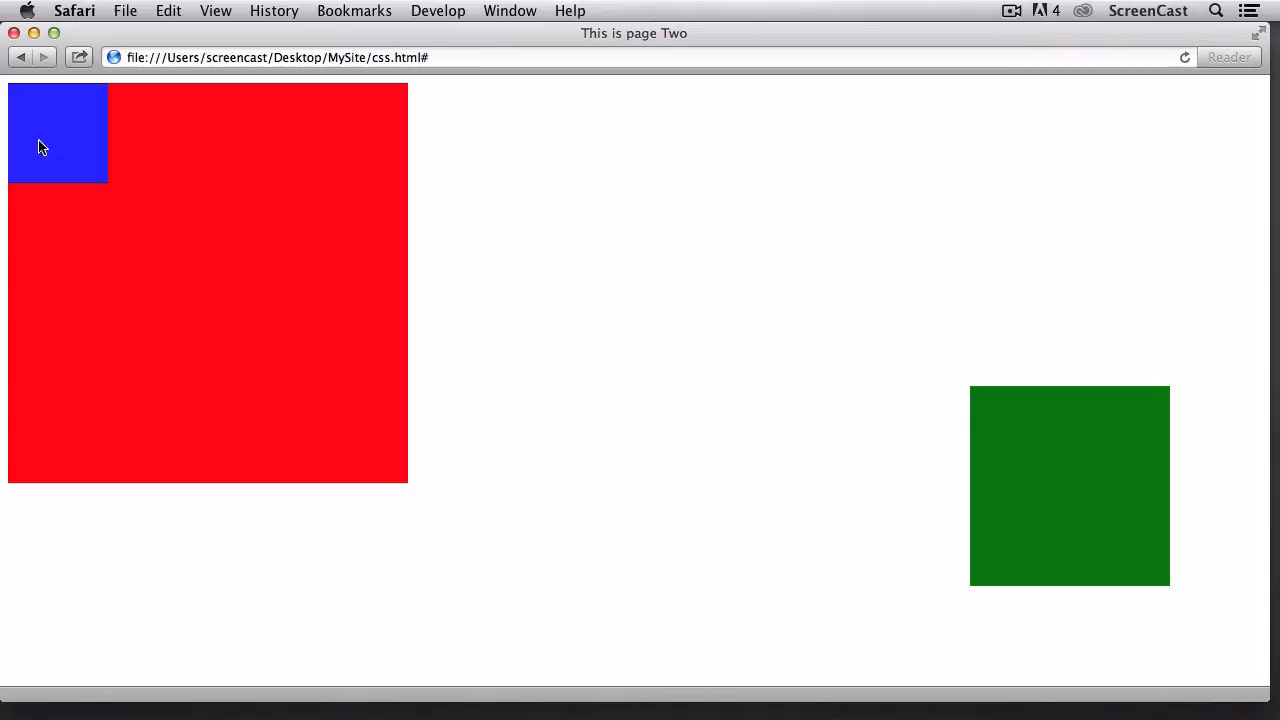 Safari File Edit View History Bookmarks Develop Window Help 4 ScreenCast
This is page Two
file:///Users/screencast/Desktop/MySite/css.html# Reader